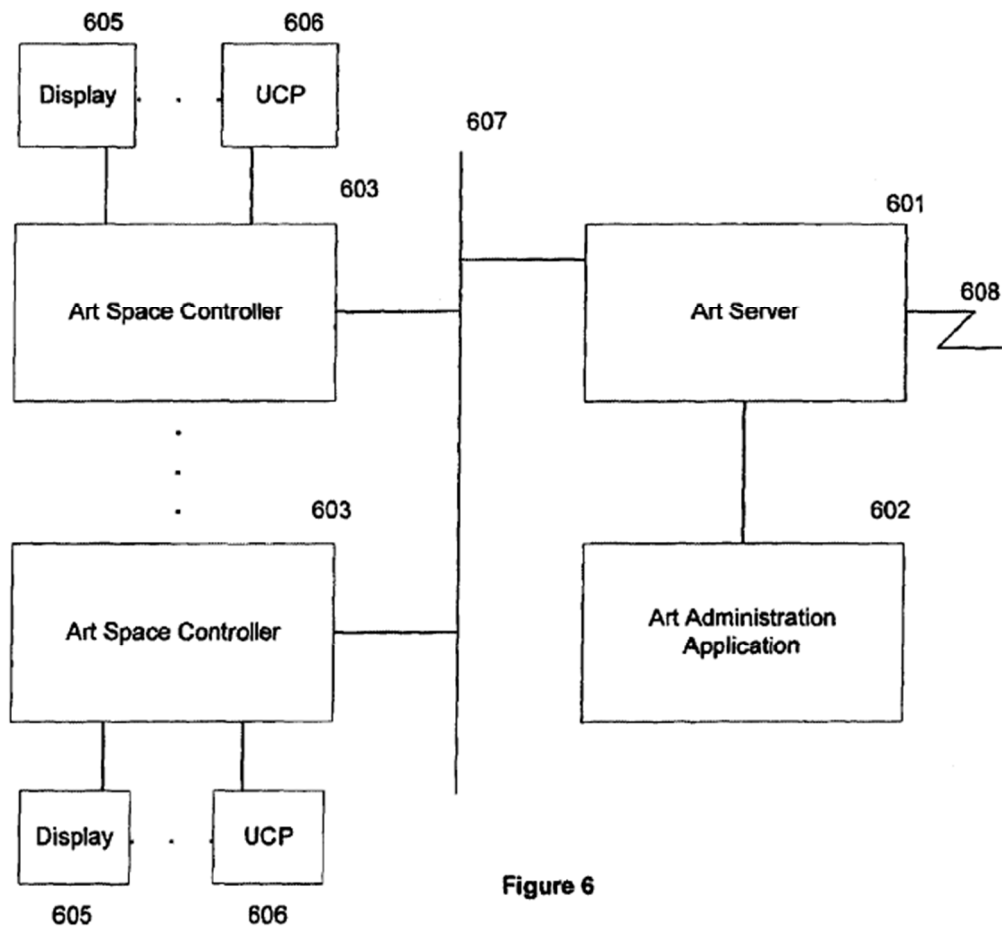 605
606
Display
UCP
607
603
601
Art Space Controller
Art Server
608
603
602
Art Space Controller
Art Administration
Application
Display
UCP
605
606
Figure 6